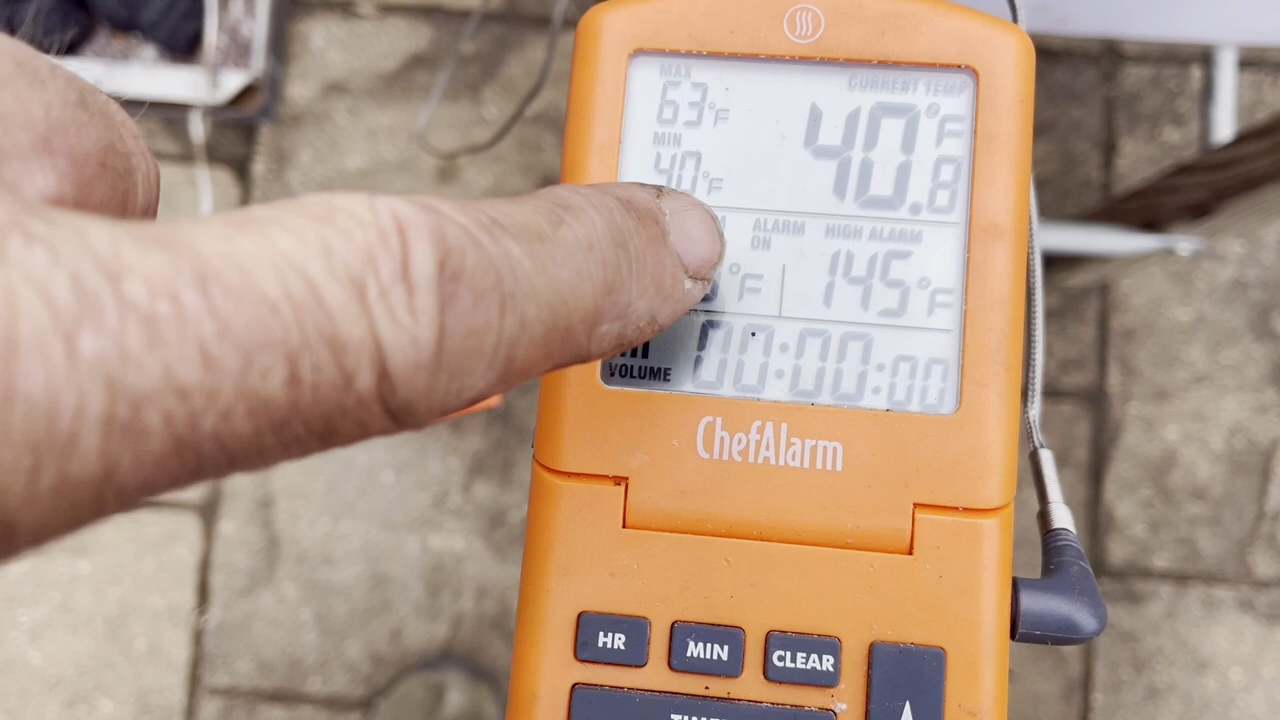 MAX
63°F
CURRENT TEMP
40.8°F
MIN
40°F
ALARM
ON
HIGH ALARM
145°F
°F
VOLUME
00:00:00
ChefAlarm
HR
MIN
CLEAR